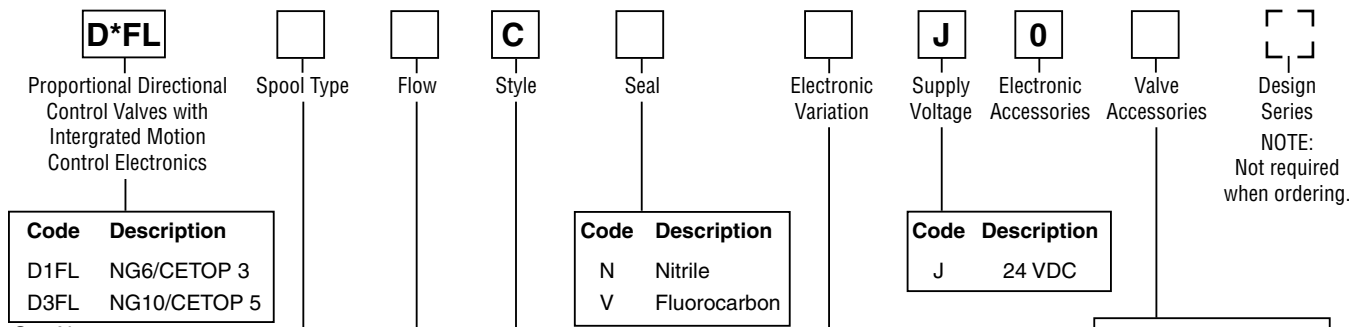 D*FL C J 0
Proportional Directional Control Valves with Intergrated Motion Control Electronics
Spool Type
Flow
Style
Seal
Electronic Variation
Supply Voltage
Electronic Accessories
Valve Accessories
Design Series
NOTE:
Not required when ordering.
Code Description
D1FL NG6/CETOP 3
D3FL NG10/CETOP 5
Code Description
N Nitrile
V Fluorocarbon
Code Description
J 24 VDC